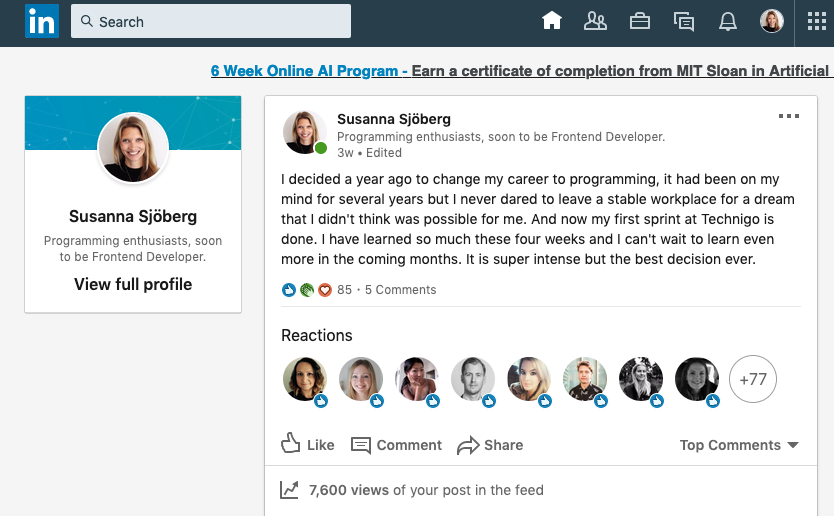 in Search
6 Week Online AI Program - Earn a certificate of completion from MIT Sloan in Artificial
Susanna Sjöberg
Programming enthusiasts, soon
to be Frontend Developer.
View full profile
Susanna Sjöberg
Programming enthusiasts, soon to be Frontend Developer.
3w • Edited
I decided a year ago to change my career to programming, it had been on my
mind for several years but I never dared to leave a stable workplace for a dream
that I didn't think was possible for me. And now my first sprint at Technigo is
done. I have learned so much these four weeks and I can't wait to learn even
more in the coming months. It is super intense but the best decision ever.
85 · 5 Comments
Reactions
+77
Like Comment Share Top Comments
7,600 views of your post in the feed